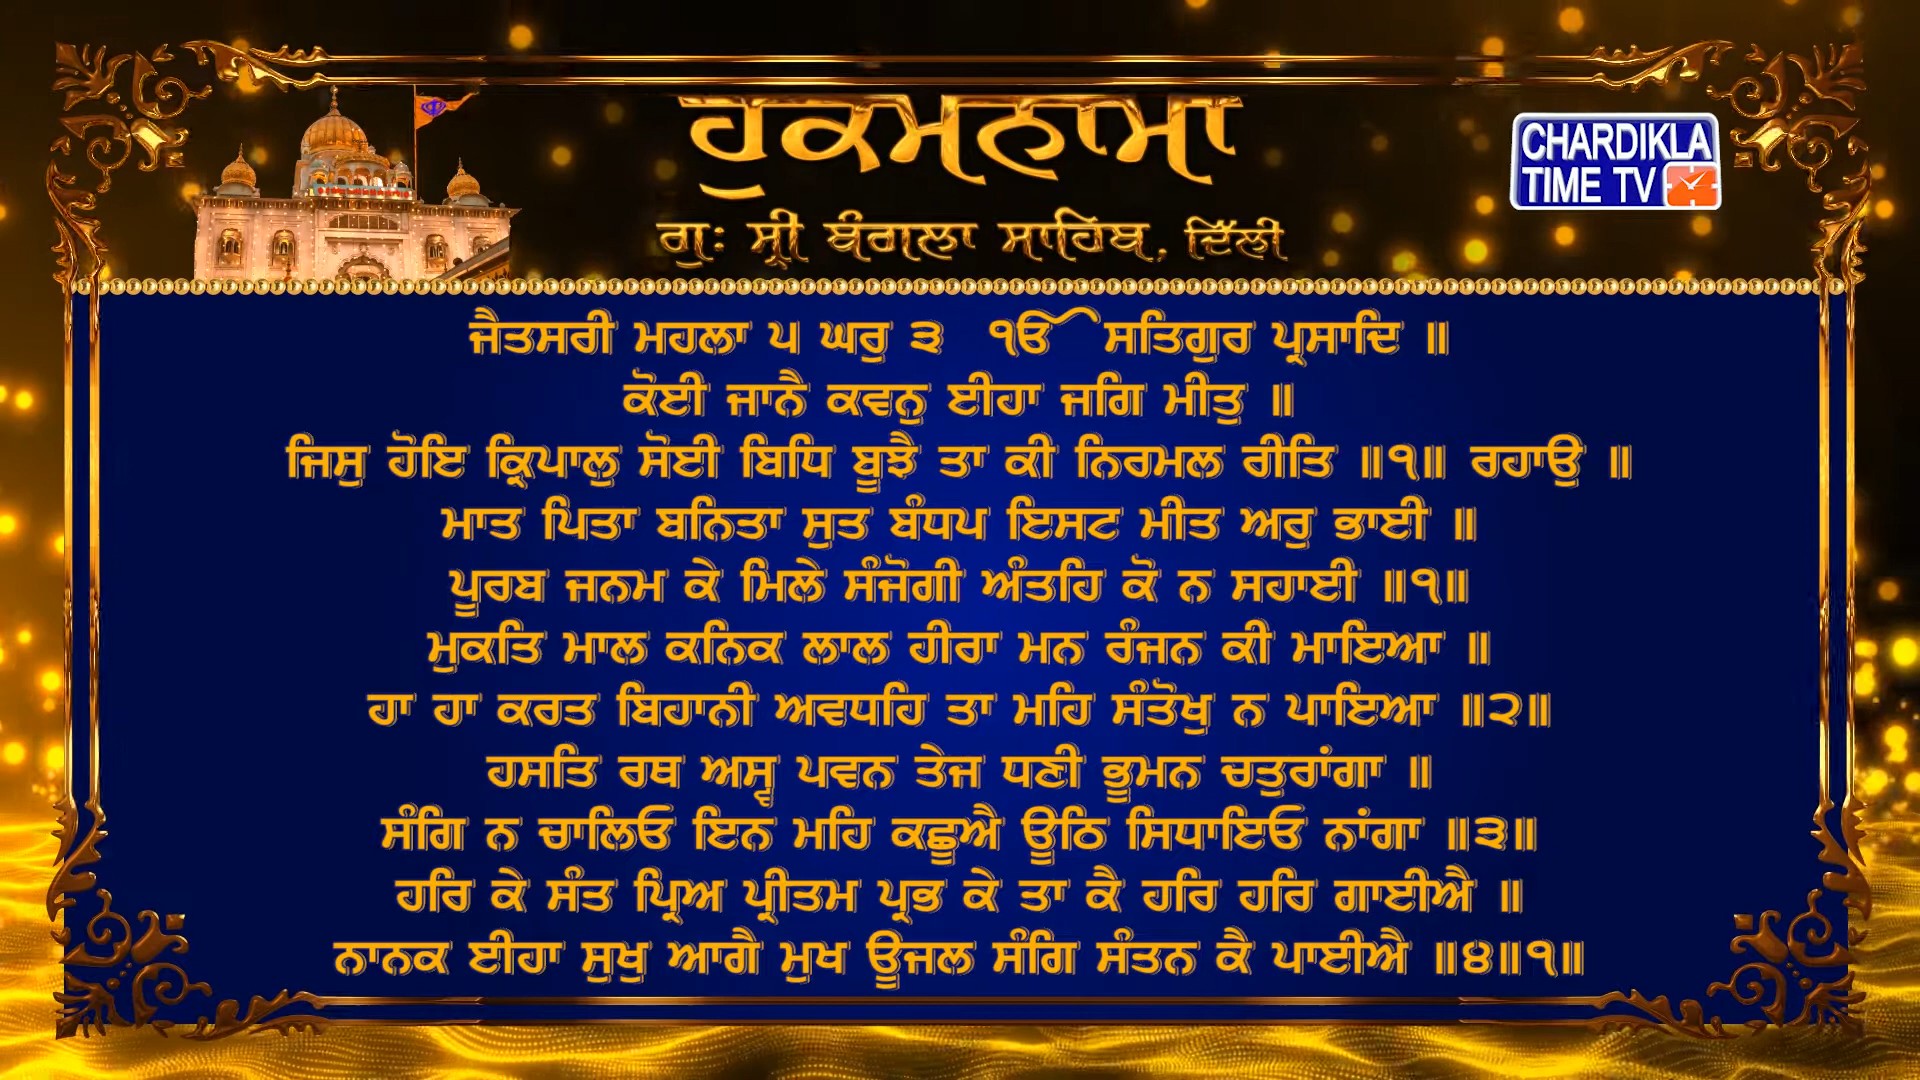 ਹੁਕਮਨਾਮਾ
ਗੁਃ ਸ੍ਰੀ ਬੰਗਲਾ ਸਾਹਿਬ, ਦਿੱਲੀ
CHARDIKLA
TIME TV
ਜੈਤਸਰੀ ਮਹਲਾ ੫ ਘਰੁ ੩ ੴ ਸਤਿਗੁਰ ਪ੍ਰਸਾਦਿ ॥
ਕੋਈ ਜਾਨੈ ਕਵਨੁ ਈਹਾ ਜਗਿ ਮੀਤੁ ॥
ਜਿਸੁ ਹੋਇ ਕ੍ਰਿਪਾਲੁ ਸੋਈ ਬਿਧਿ ਬੂਝੈ ਤਾ ਕੀ ਨਿਰਮਲ ਰੀਤਿ ॥੧॥ ਰਹਾਉ ॥
ਮਾਤ ਪਿਤਾ ਬਨਿਤਾ ਸੁਤ ਬੰਧਪ ਇਸਟ ਮੀਤ ਅਰੁ ਭਾਈ ॥
ਪੂਰਬ ਜਨਮ ਕੇ ਮਿਲੇ ਸੰਜੋਗੀ ਅੰਤਹਿ ਕੋ ਨ ਸਹਾਈ ॥੧॥
ਮੁਕਤਿ ਮਾਲ ਕਨਿਕ ਲਾਲ ਹੀਰਾ ਮਨ ਰੰਜਨ ਕੀ ਮਾਇਆ ॥
ਹਾ ਹਾ ਕਰਤ ਬਿਹਾਨੀ ਅਵਧਹਿ ਤਾ ਮਹਿ ਸੰਤੋਖੁ ਨ ਪਾਇਆ ॥੨॥
ਹਸਤਿ ਰਥ ਅਸ੍ਵ ਪਵਨ ਤੇਜ ਧਣੀ ਭੂਮਨ ਚਤੁਰਾਂਗਾ ॥
ਸੰਗਿ ਨ ਚਾਲਿਓ ਇਨ ਮਹਿ ਕਛੂਐ ਊਠਿ ਸਿਧਾਇਓ ਨਾਂਗਾ ॥੩॥
ਹਰਿ ਕੇ ਸੰਤ ਪ੍ਰਿਅ ਪ੍ਰੀਤਮ ਪ੍ਰਭ ਕੇ ਤਾ ਕੈ ਹਰਿ ਹਰਿ ਗਾਈਐ ॥
ਨਾਨਕ ਈਹਾ ਸੁਖੁ ਆਗੈ ਮੁਖ ਊਜਲ ਸੰਗਿ ਸੰਤਨ ਕੈ ਪਾਈਐ ॥੪॥੧॥